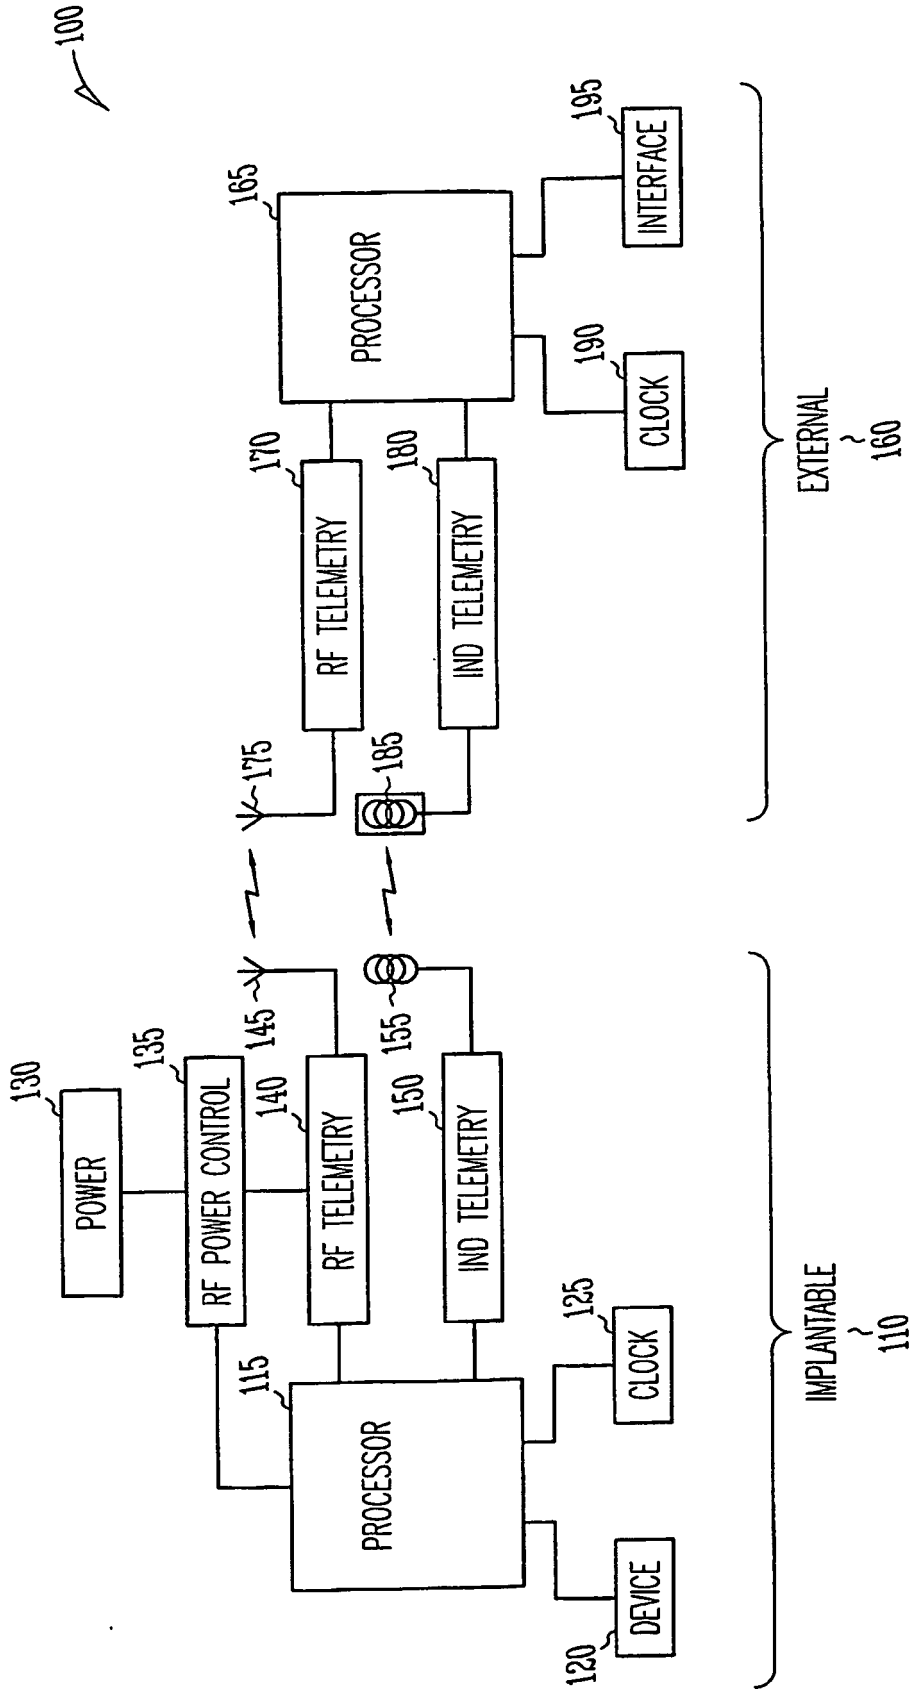 100
130
POWER
135
RF POWER CONTROL
145
175
140
RF TELEMETRY
170
RF TELEMETRY
115
PROCESSOR
165
PROCESSOR
155
185
150
IND TELEMETRY
180
IND TELEMETRY
120
DEVICE
125
CLOCK
190
CLOCK
195
INTERFACE
IMPLANTABLE
110
EXTERNAL
160